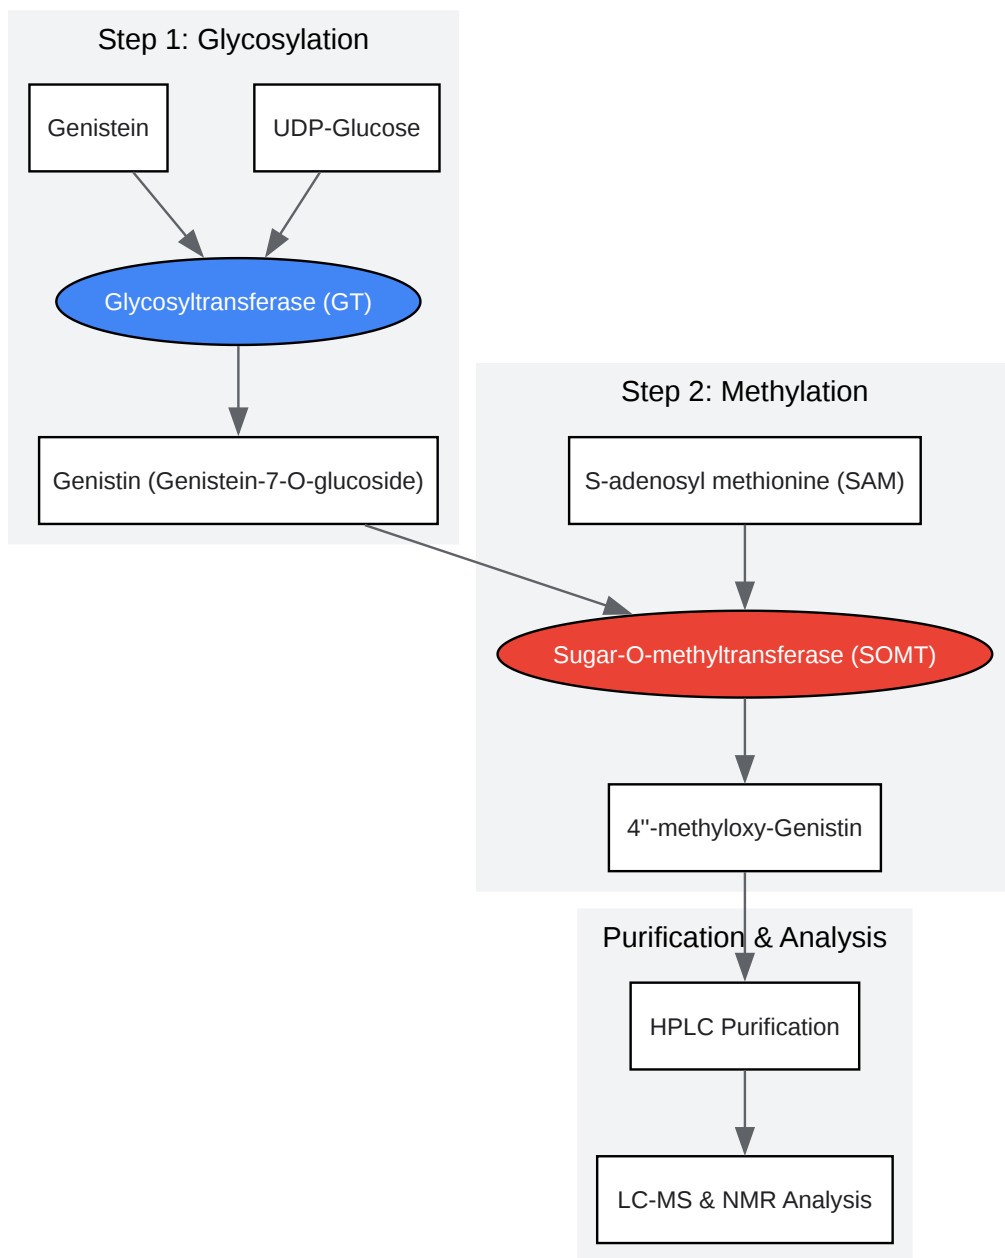 Step 1: Glycosylation
Genistein
UDP-Glucose
Glycosyltransferase (GT)
Genistin (Genistein-7-O-glucoside)
Step 2: Methylation
S-adenosyl methionine (SAM)
Sugar-O-methyltransferase (SOMT)
4''-methyloxy-Genistin
Purification & Analysis
HPLC Purification
LC-MS & NMR Analysis